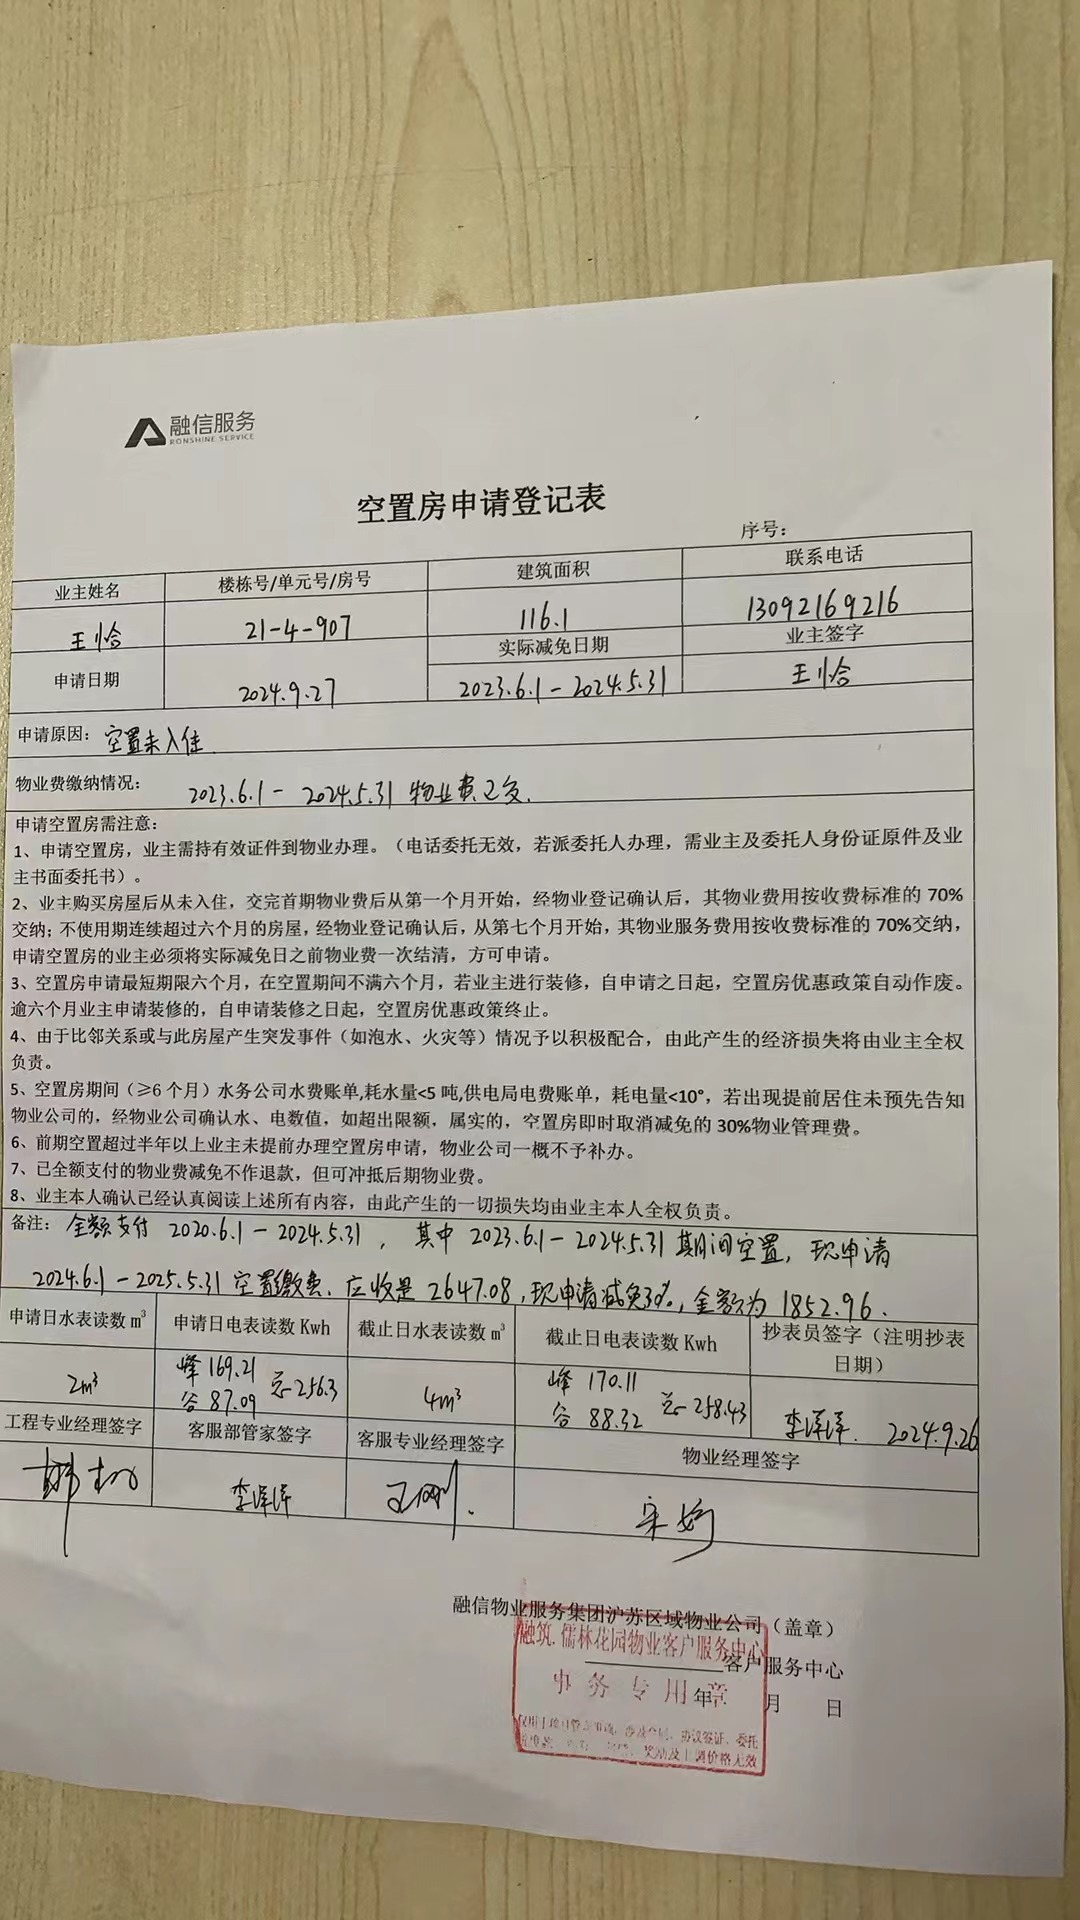 融信服务
RONSHINE SERVICE
空置房申请登记表
序号：
业主姓名 楼栋号/单元号/房号 建筑面积 联系电话
王恰 21-4-907 116.1 13092169216
实际减免日期 业主签字
申请日期 2024.9.27 2023.6.1-2024.5.31 王恰
申请原因：空置未入住
物业费缴纳情况： 2023.6.1-2024.5.31 物业费已交.
申请空置房需注意：
1、申请空置房，业主需持有效证件到物业办理。（电话委托无效，若派委托人办理，需业主及委托人身份证原件及业
主书面委托书）。
2、业主购买房屋后从未入住，交完首期物业费后从第一个月开始，经物业登记确认后，其物业费用按收费标准的 70%
交纳；不使用期连续超过六个月的房屋，经物业登记确认后，从第七个月开始，其物业服务费用按收费标准的 70%交纳，
申请空置房的业主必须将实际减免日之前物业费一次结清，方可申请。
3、空置房申请最短期限六个月，在空置期间不满六个月，若业主进行装修，自申请之日起，空置房优惠政策自动作废。
逾六个月业主申请装修的，自申请装修之日起，空置房优惠政策终止。
4、由于比邻关系或与此房屋产生突发事件（如泡水、火灾等）情况予以积极配合，由此产生的经济损失将由业主全权
负责。
5、空置房期间（≥6 个月）水务公司水费账单,耗水量<5 吨,供电局电费账单，耗电量<10°，若出现提前居住未预先告知
物业公司的，经物业公司确认水、电数值，如超出限额，属实的，空置房即时取消减免的 30%物业管理费。
6、前期空置超过半年以上业主未提前办理空置房申请，物业公司一概不予补办。
7、已全额支付的物业费减免不作退款，但可冲抵后期物业费。
8、业主本人确认已经认真阅读上述所有内容，由此产生的一切损失均由业主本人全权负责。
备注： 全额支付 2020.6.1-2024.5.31，其中 2023.6.1-2024.5.31期间空置，现申请
2024.6.1-2025.5.31空置缴费，应收是2647.08，现申请减免30%，金额为1852.96.
申请日水表读数 m³ 申请日电表读数 Kwh 截止日水表读数 m³ 截止日电表读数 Kwh 抄表员签字（注明抄表
日期）
2m³ 峰 169.21 谷 87.09 总 256.3 4m³ 峰 170.11 谷 88.32 总 258.43 李洋洋. 2024.9.26
工程专业经理签字 客服部管家签字 客服专业经理签字 物业经理签字
李洋洋
融信物业服务集团沪苏区域物业公司（盖章）
融筑.儒林花园物业客户服务中心
客户服务中心
事务专用章
年 月 日